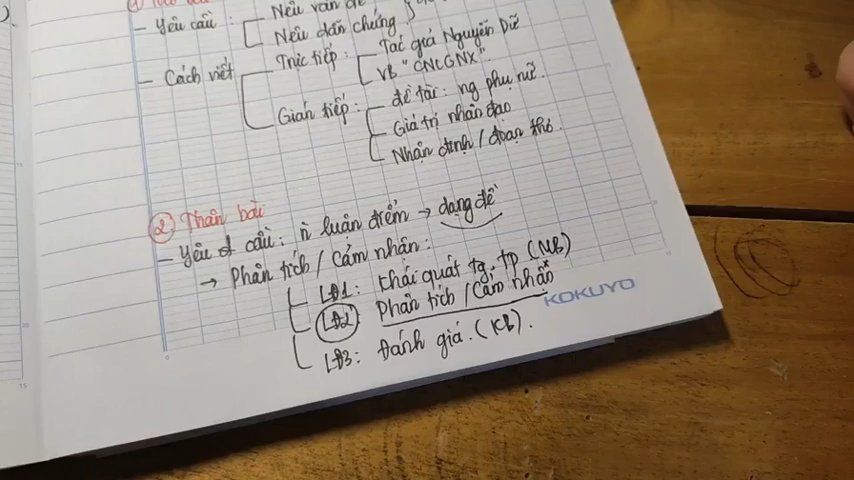 - Yêu cầu : Nêu vấn đề
Nêu dẫn chứng
- Cách viết Trực tiếp : Tác giả Nguyễn Dữ
VB "CNCGNX".
Gián tiếp : đề tài : ng phụ nữ.
Giá trị nhân đạo
Nhận định / đoạn thơ.
② Thân bài
- Yêu cầu : n luận điểm → dạng đề
→ Phân tích / Cảm nhận :
LĐ1 : Khái quát tg, tp (MB)
LĐ2 Phân tích / Cảm nhận*
LĐ3 : Đánh giá. (KB).
KOKUYO